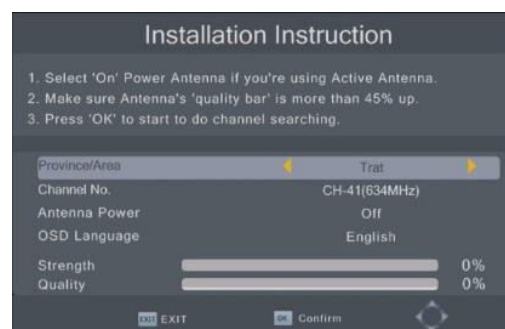 Installation Instruction
1. Select 'On' Power Antenna if you're using Active Antenna.
2. Make sure Antenna's 'quality bar' is more than 45% up.
3. Press 'OK' to start to do channel searching.
Province/Area Trat
Channel No. CH-41(634MHz)
Antenna Power Off
OSD Language English
Strength 0%
Quality 0%
EXIT EXIT OK Confirm